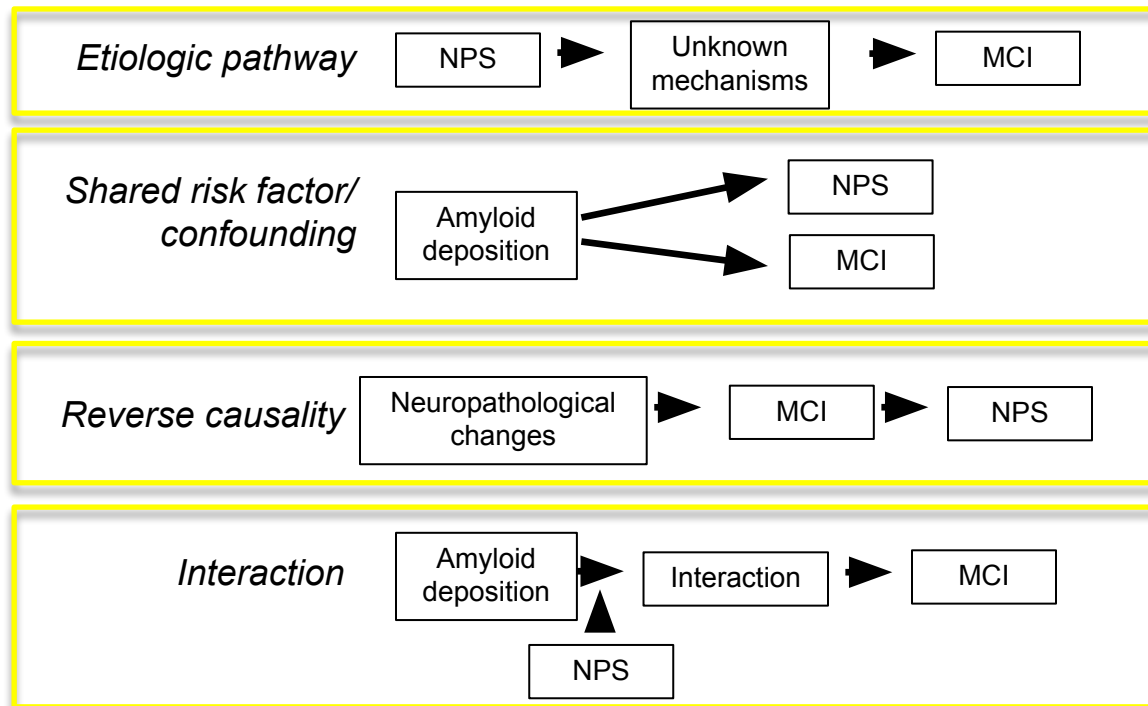 Etiologic pathway
NPS
Unknown
mechanisms
MCI
Shared risk factor/
confounding
Amyloid
deposition
NPS
MCI
Reverse causality
Neuropathological
changes
MCI
NPS
Interaction
Amyloid
deposition
Interaction
MCI
NPS